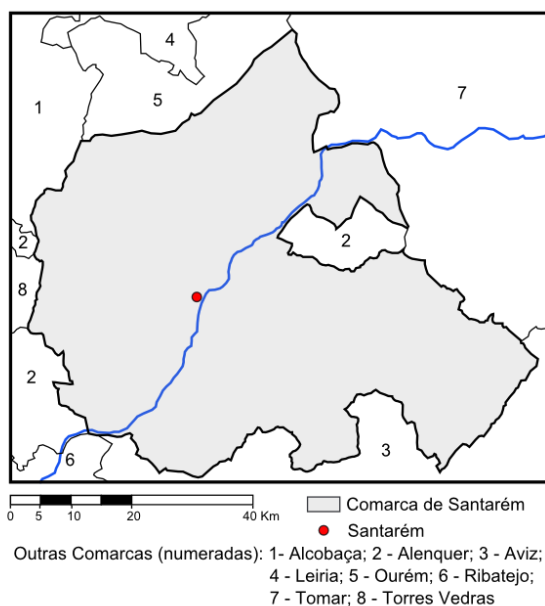 4
1
5
7
2
2
8
2
3
6
0 5 10 20 40 Km
Comarca de Santarém
Santarém
Outras Comarcas (numeradas): 1- Alcobaça; 2 - Alenquer; 3 - Aviz;
4 - Leiria; 5 - Ourém; 6 - Ribatejo;
7 - Tomar; 8 - Torres Vedras